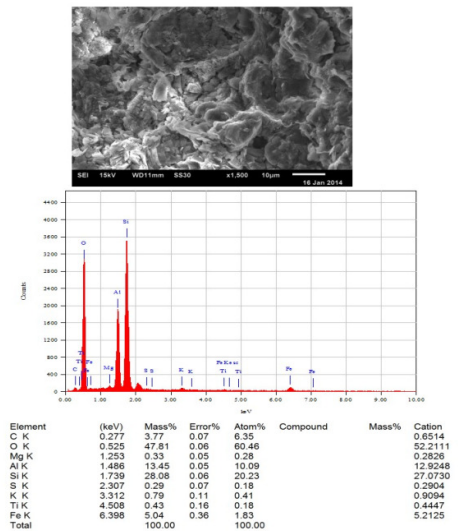 SEI 15kV WD11mm SS30 x1,500 10μm
16 Jan 2014
4400
4000
3600
3200
2800
2400
2000
1600
1200
800
400
0
Counts
O
Si
Al
C
Mg
S S
K K
Fe Kesc
Ti Ti
Fe Fe
0.00 1.00 2.00 3.00 4.00 5.00 6.00 7.00 8.00 9.00 10.00
keV
Element (keV) Mass% Error% Atom% Compound Mass% Cation
C K 0.277 3.77 0.07 6.35 0.6514
O K 0.525 47.81 0.06 60.46 52.2111
Mg K 1.253 0.33 0.05 0.28 0.2826
Al K 1.486 13.45 0.05 10.09 12.9248
Si K 1.739 28.08 0.06 20.23 27.0730
S K 2.307 0.29 0.07 0.18 0.2904
K K 3.312 0.79 0.11 0.41 0.9094
Ti K 4.508 0.43 0.16 0.18 0.4447
Fe K 6.398 5.04 0.36 1.83 5.2125
Total 100.00 100.00